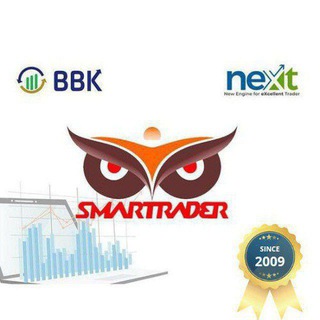 BBK
next
New Engine for eXcellent Trader
SMARTRADER
SINCE
2009